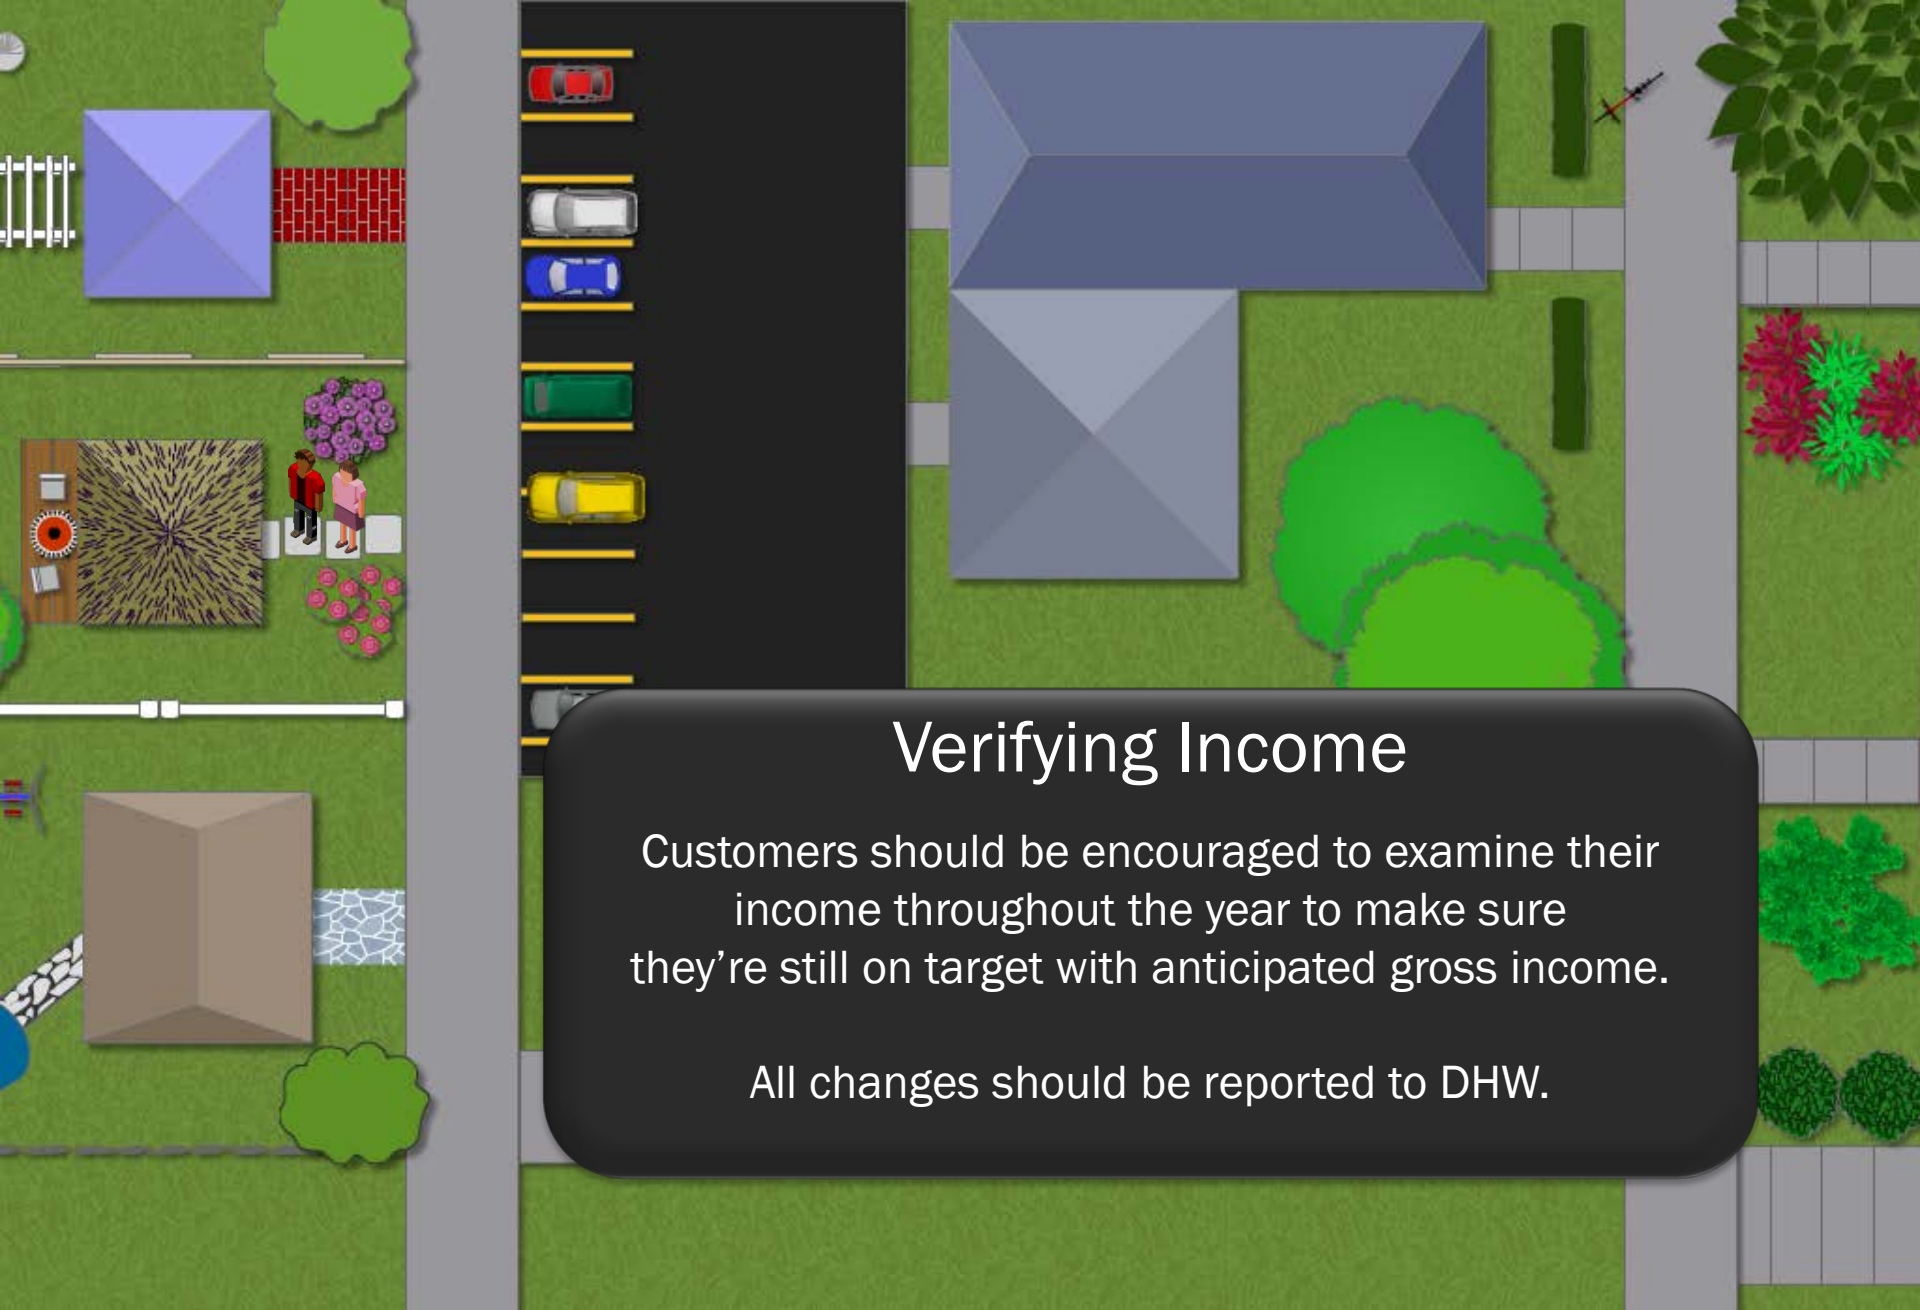 Verifying Income
Customers should be encouraged to examine their
income throughout the year to make sure
they’re still on target with anticipated gross income.
All changes should be reported to DHW.